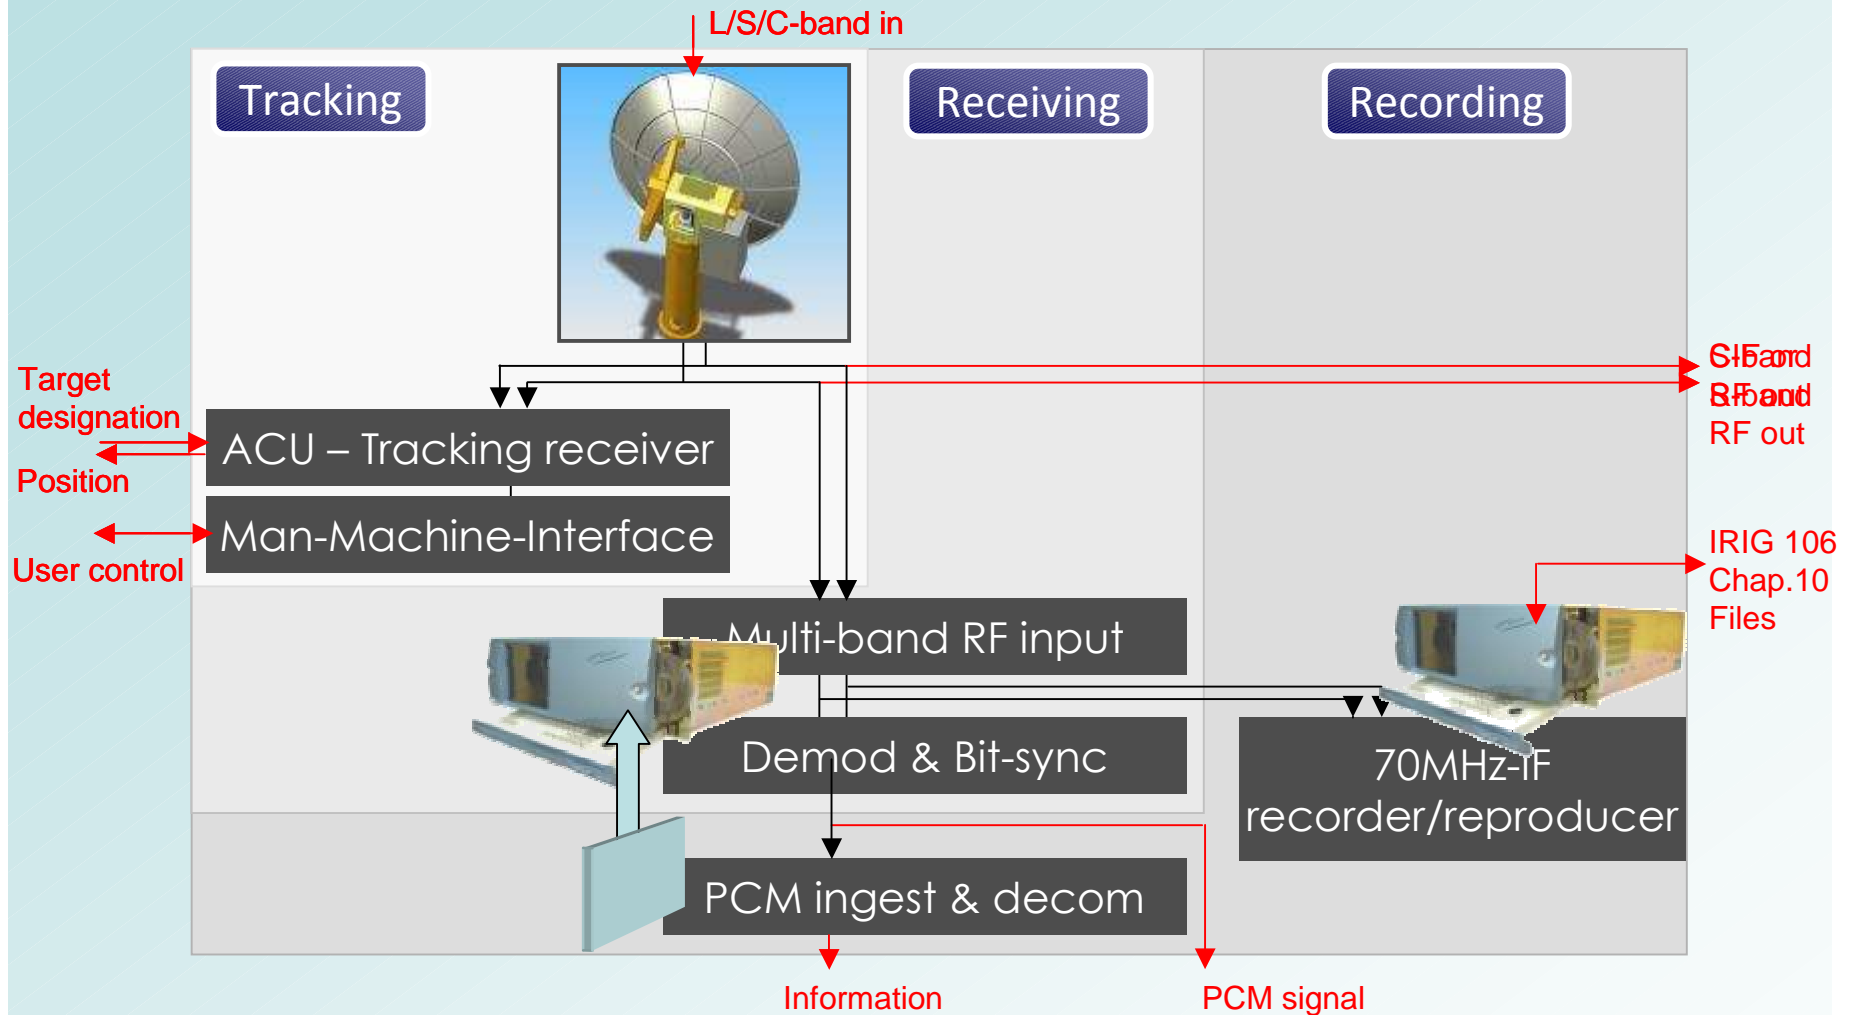 L/S/C-band in
Tracking
Receiving
Recording
Target
designation
Position
User control
ACU – Tracking receiver
Man-Machine-Interface
RF out
IRIG 106
Chap.10
Files
Multi-band RF input
Demod & Bit-sync
70MHz-IF
recorder/reproducer
PCM ingest & decom
Information
PCM signal